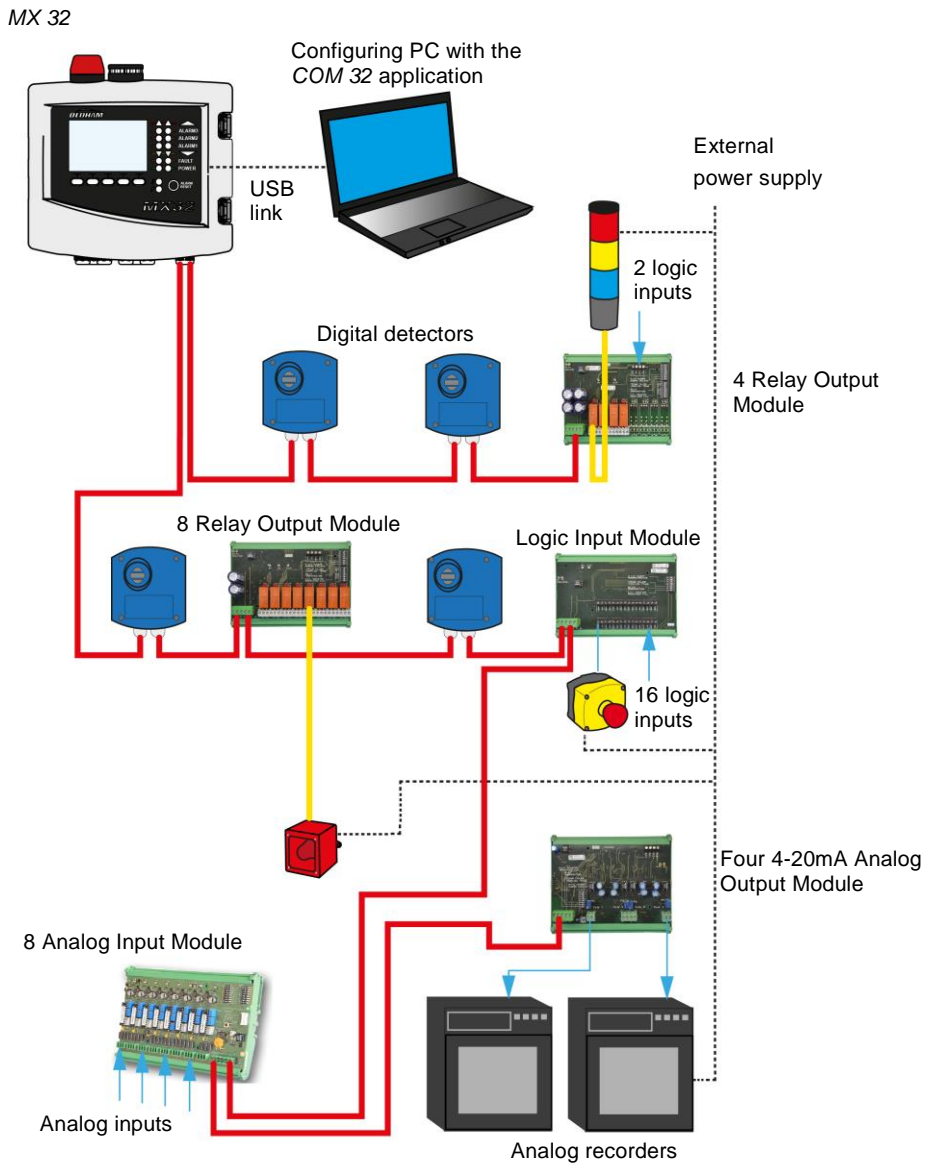 MX 32
Configuring PC with the
COM 32 application
OLDHAM
ALARM3
ALARM2
ALARM1
FAULT
POWER
ALARM
RESET
MX32
USB
link
External
power supply
2 logic
inputs
Digital detectors
4 Relay Output
Module
8 Relay Output Module
Logic Input Module
16 logic
inputs
Four 4-20mA Analog
Output Module
8 Analog Input Module
Analog inputs
Analog recorders